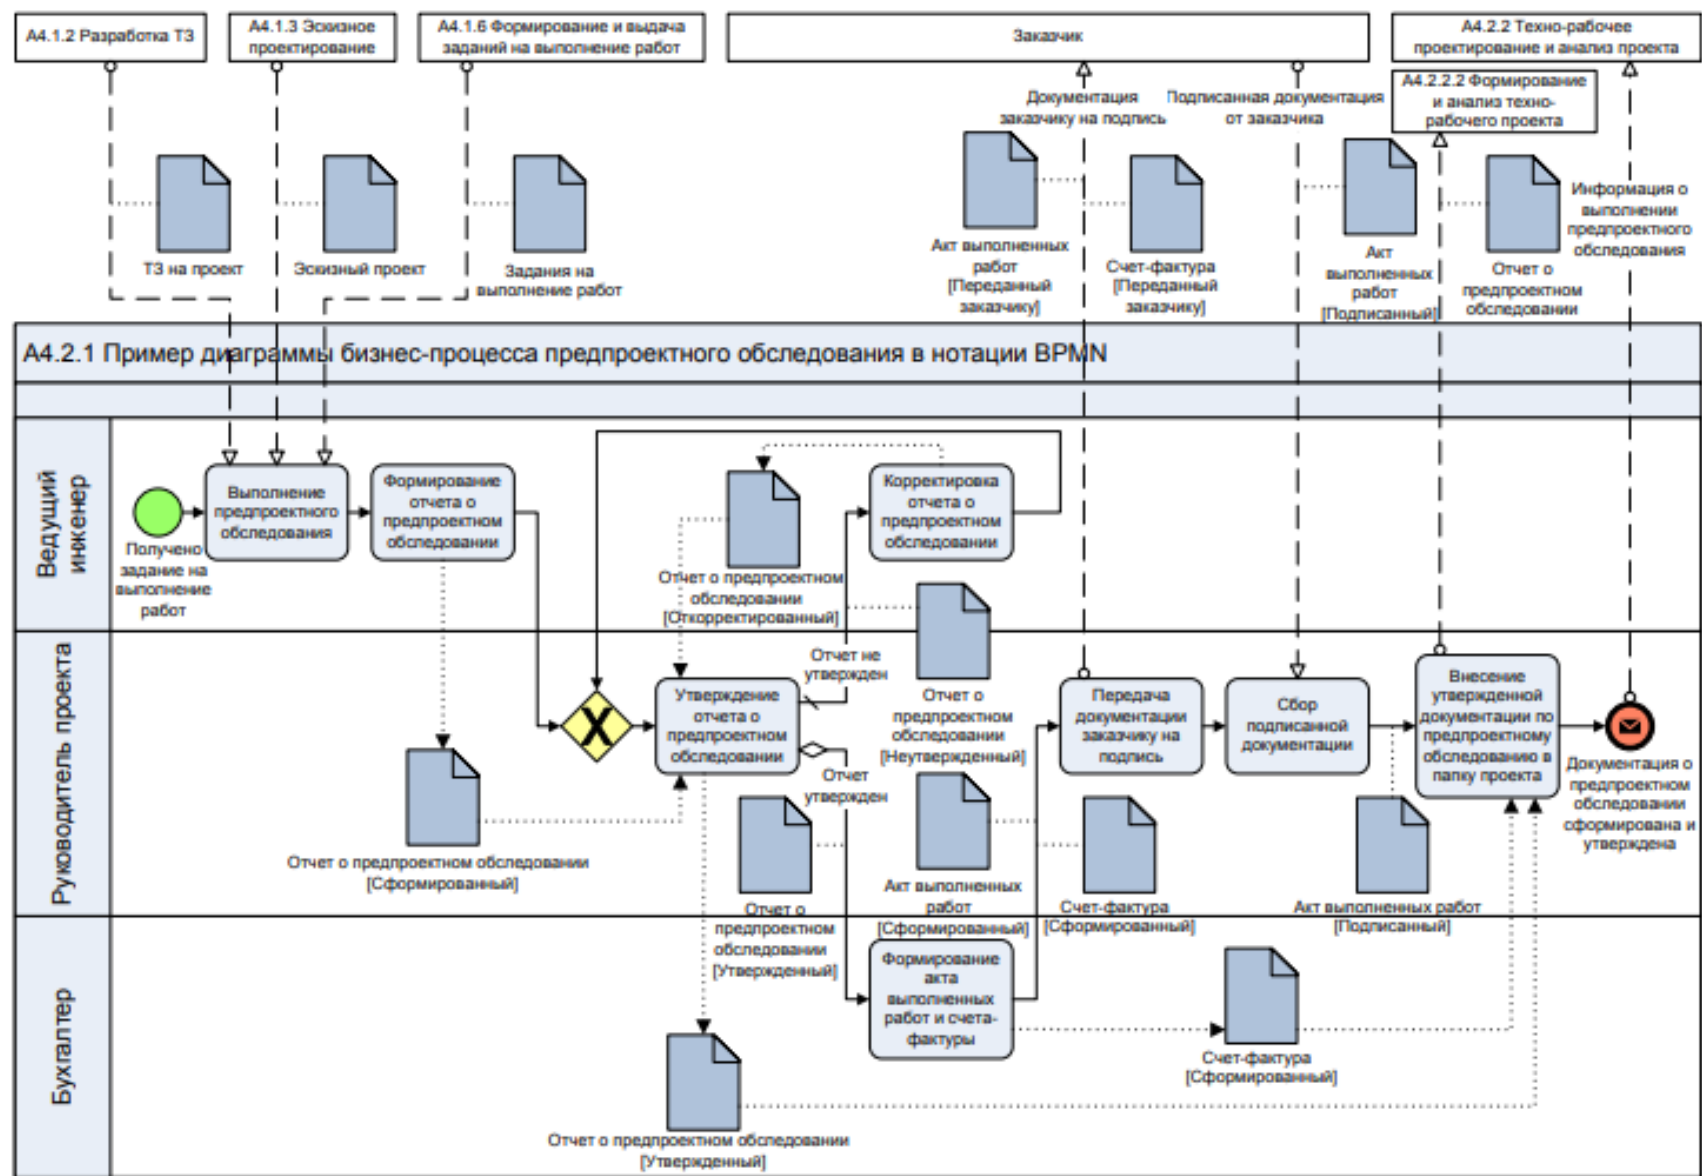 А4.1.2 Разработка ТЗ
А4.1.3 Эскизное
проектирование
А4.1.6 Формирование и выдача
заданий на выполнение работ
Заказчик
А4.2.2 Техно-рабочее
проектирование и анализ проекта
А4.2.2.2 Формирование
и анализ техно-
рабочего проекта
Документация
заказчику на подпись
Подписанная документация
от заказчика
ТЗ на проект
Эскизный проект
Задания на
выполнение работ
Акт выполненных
работ
[Переданный
заказчику]
Счет-фактура
[Переданный
заказчику]
Акт
выполненных
работ
[Подписанный]
Отчет о
предпроектном
обследовании
Информация о
выполнении
предпроектного
обследования
А4.2.1 Пример диаграммы бизнес-процесса предпроектного обследования в нотации BPMN
Ведущий
инженер
Получено
задание на
выполнение
работ
Выполнение
предпроектного
обследования
Формирование
отчета о
предпроектном
обследовании
Отчет о предпроектном
обследовании
[Откорректированный]
Корректировка
отчета о
предпроектном
обследовании
Руководитель проекта
Отчет о предпроектном обследовании
[Сформированный]
X
Утверждение
отчета о
предпроектном
обследовании
Отчет не
утвержден
Отчет
утвержден
Отчет о
предпроектном
обследовании
[Неутвержденный]
Отчет о
предпроектном
обследовании
[Утвержденный]
Акт выполненных
работ
[Сформированный]
Счет-фактура
[Сформированный]
Передача
документации
заказчику на
подпись
Сбор
подписанной
документации
Акт выполненных работ
[Подписанный]
Внесение
утвержденной
документации по
предпроектному
обследованию в
папку проекта
Документация о
предпроектном
обследовании
сформирована и
утверждена
Бухгалтер
Формирование
акта
выполненных
работ и счета-
фактуры
Счет-фактура
[Сформированный]
Отчет о предпроектном обследовании
[Утвержденный]